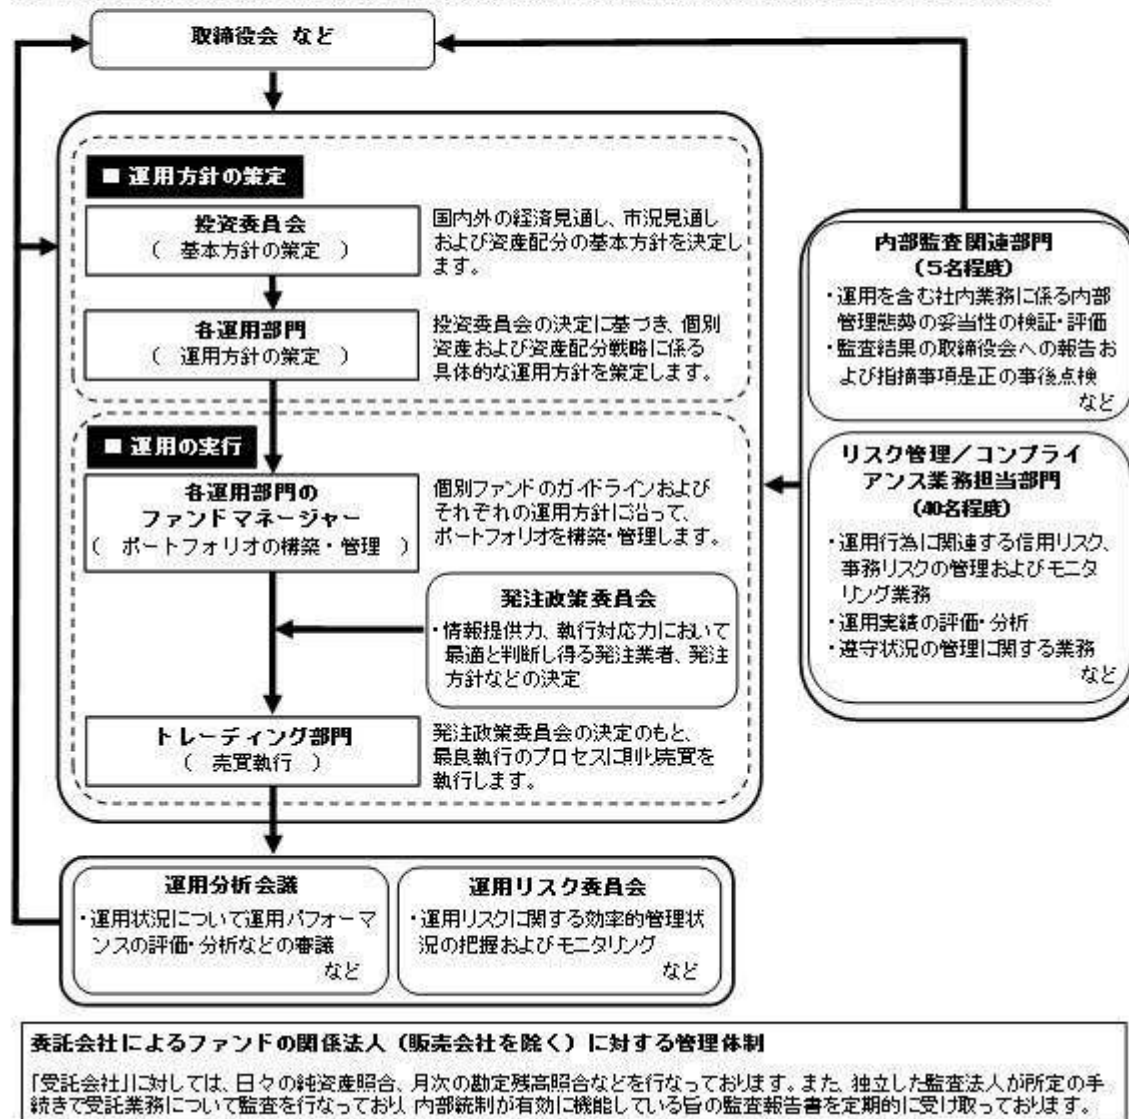 取締役会 など
■ 運用方針の策定
投資委員会
( 基本方針の策定 )
国内外の経済見通し、市況見通し
および資産配分の基本方針を決定し
ます。
各運用部門
( 運用方針の策定 )
投資委員会の決定に基づき、個別
資産および資産配分戦略に係る
具体的な運用方針を策定します。
■ 運用の実行
各運用部門の
ファンドマネージャー
( ポートフォリオの構築・管理 )
個別ファンドのガイドラインおよび
それぞれの運用方針に沿って、
ポートフォリオを構築・管理します。
発注政策委員会
・情報提供力、執行対応力において
最適と判断し得る発注業者、発注
方針などの決定
トレーディング部門
( 売買執行 )
発注政策委員会の決定のもと、
最良執行のプロセスに則り売買を
執行します。
内部監査関連部門
(5名程度)
・運用を含む社内業務に係る内部
管理態勢の妥当性の検証・評価
・監査結果の取締役会への報告お
よび指摘事項是正の事後点検
など
リスク管理/コンプライ
アンス業務担当部門
(40名程度)
・運用行為に関連する信用リスク、
事務リスクの管理およびモニタ
リング業務
・運用実績の評価・分析
・遵守状況の管理に関する業務
など
運用分析会議
・運用状況について運用パフォーマ
ンスの評価・分析などの審議
など
運用リスク委員会
・運用リスクに関する効率的管理状
況の把握およびモニタリング
など
委託会社によるファンドの関係法人(販売会社を除く)に対する管理体制
「受託会社」に対しては、日々の純資産照合、月次の勘定残高照合などを行なっております。また、独立した監査法人が所定の手
続きで受託業務について監査を行なっており、内部統制が有効に機能している旨の監査報告書を定期的に受け取っております。